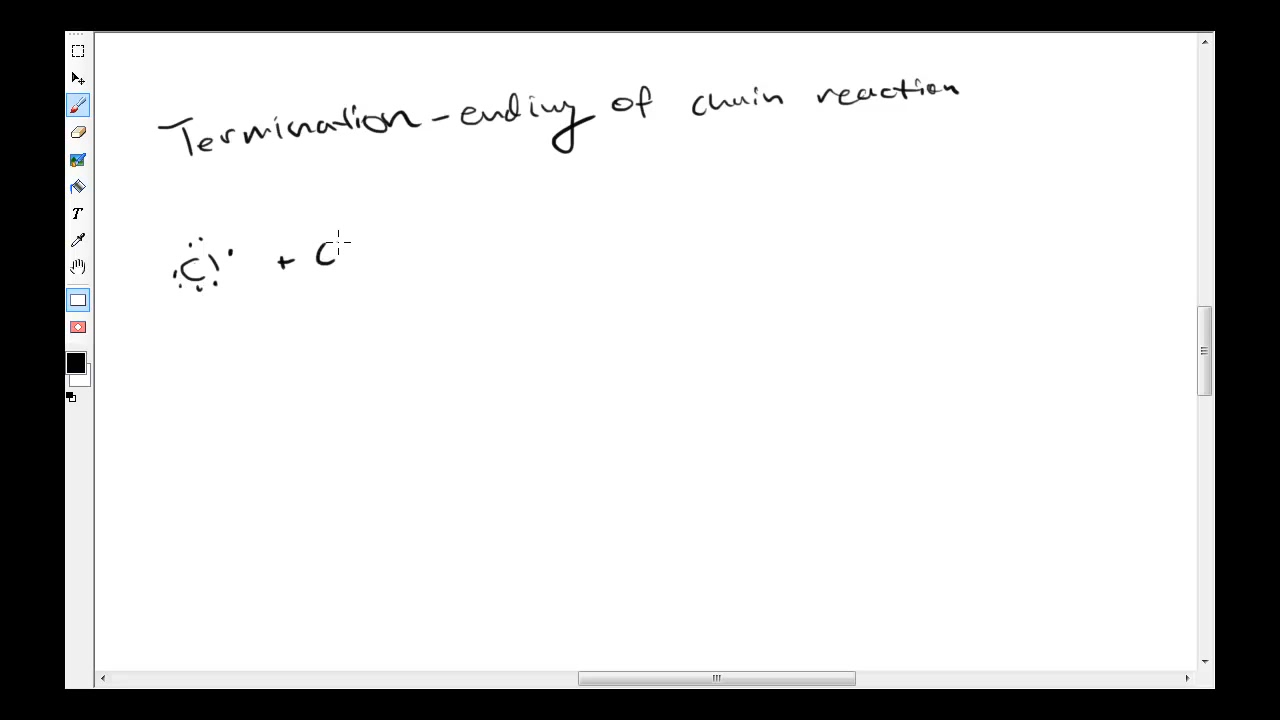 Termination - ending of chain reaction
Cl + C
T